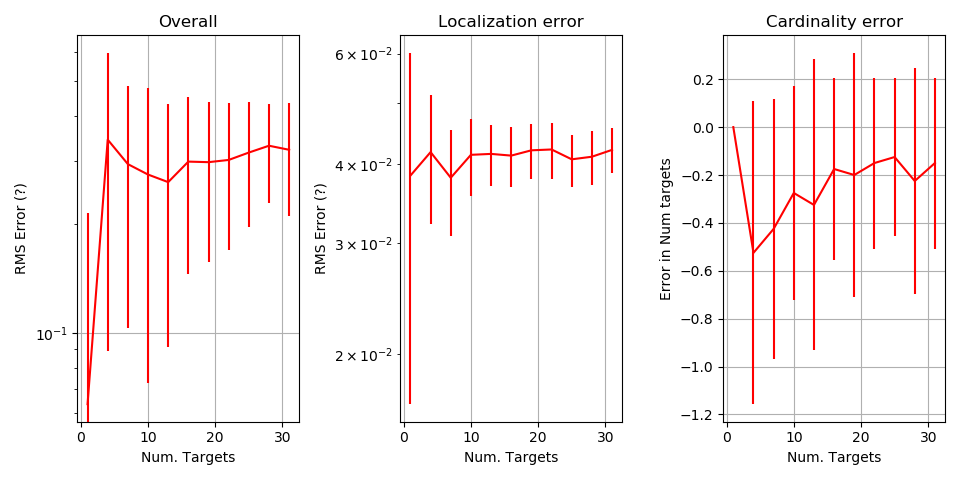 Overall
RMS Error (?)
10⁻¹
0 10 20 30
Num. Targets
Localization error
RMS Error (?)
6 × 10⁻²
4 × 10⁻²
3 × 10⁻²
2 × 10⁻²
0 10 20 30
Num. Targets
Cardinality error
Error in Num targets
0.2
0.0
−0.2
−0.4
−0.6
−0.8
−1.0
−1.2
0 10 20 30
Num. Targets